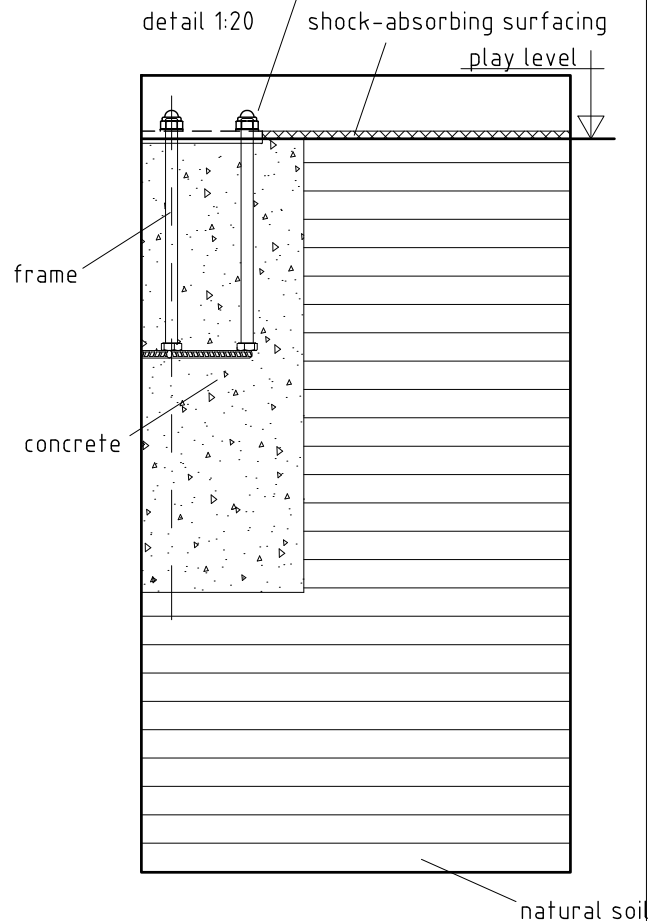 detail 1:20
shock-absorbing surfacing
play level
frame
concrete
natural soil